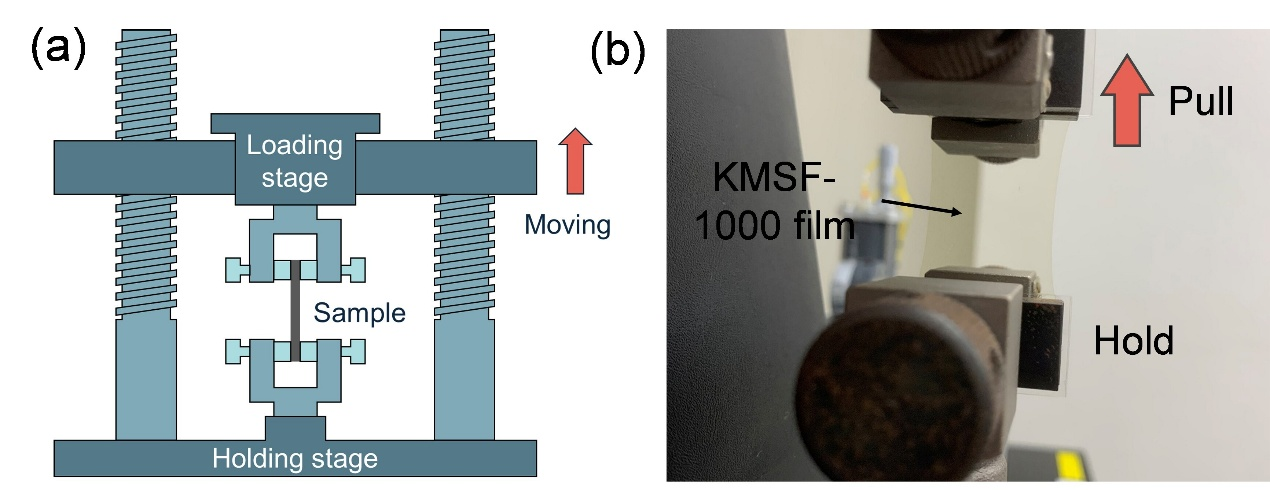 (a)
Loading
stage
Moving
Sample
Holding stage
(b)
Pull
KMSF-
1000 film
Hold